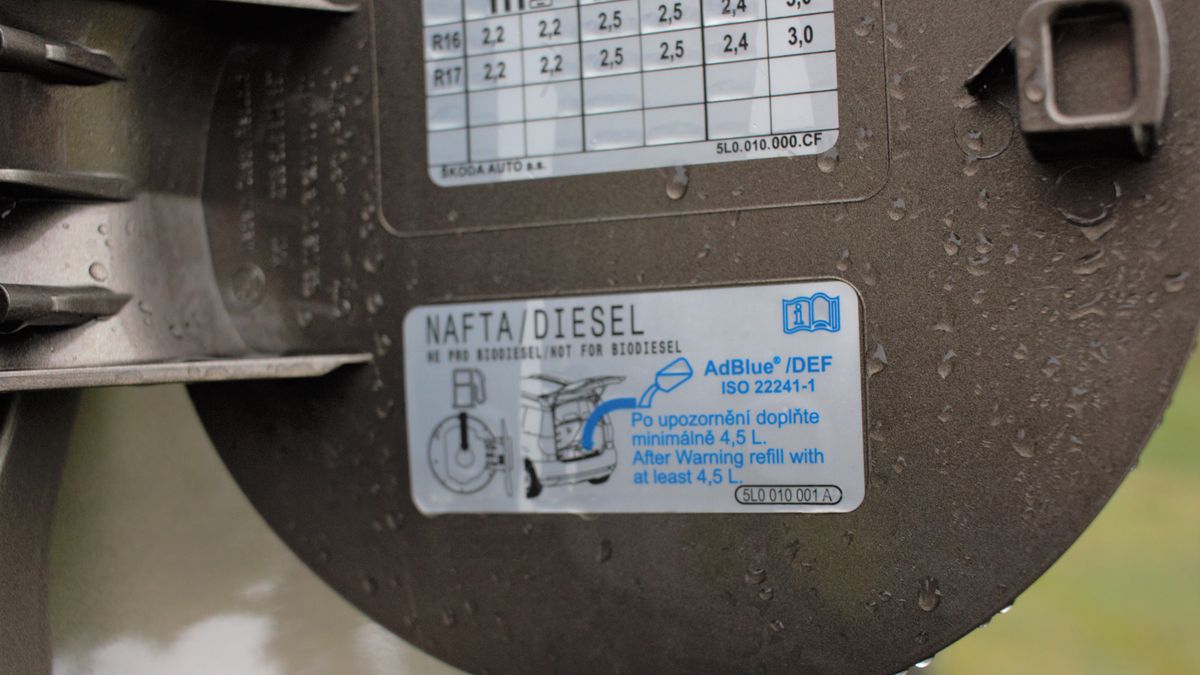 2,5 2,5 2,4 3,0
R16 2,2 2,2 2,5 2,5 2,4 3,0
R17 2,2 2,2
ŠKODA AUTO a.s. 5L0.010.000.CF
NAFTA/DIESEL
NE PRO BIODIESEL/NOT FOR BIODIESEL
i
AdBlue® /DEF
ISO 22241-1
Po upozornění doplňte
minimálně 4,5 L.
After Warning refill with
at least 4,5 L.
5L0 010 001 A